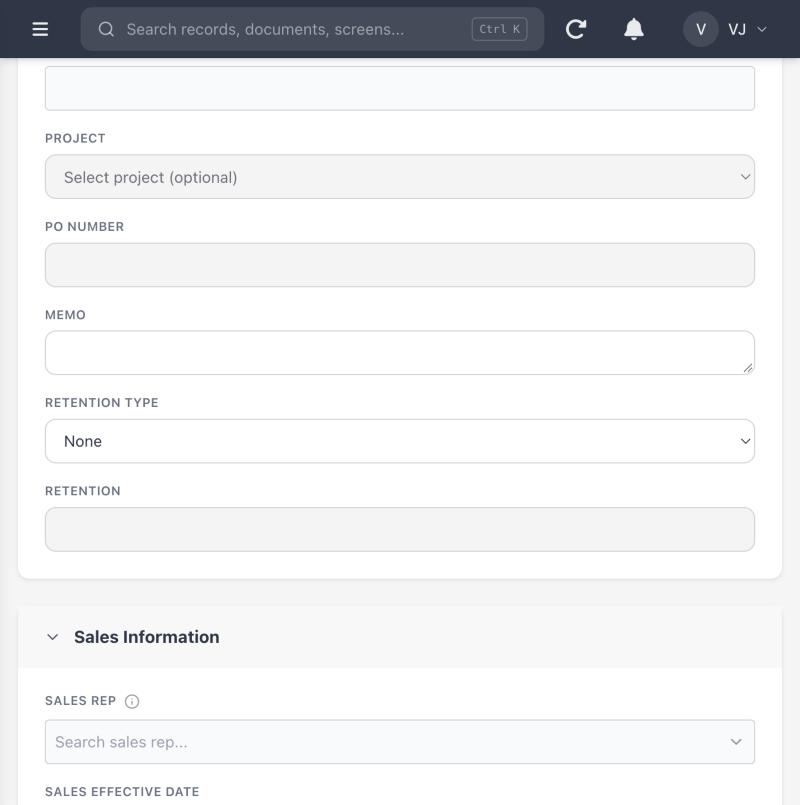 Search records, documents, screens...
Ctrl K
V
VJ
PROJECT
Select project (optional)
PO NUMBER
MEMO
RETENTION TYPE
None
RETENTION
Sales Information
SALES REP
Search sales rep...
SALES EFFECTIVE DATE